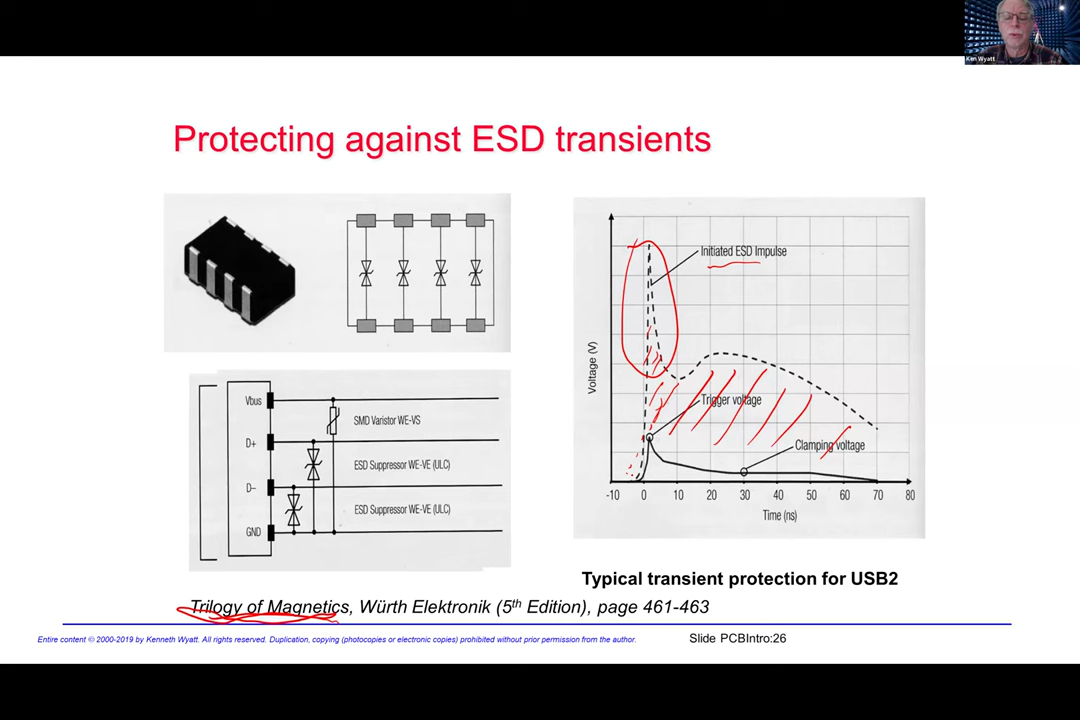 Ken Wyatt
Protecting against ESD transients
Vbus
SMD Varistor WE-VS
D+
ESD Suppressor WE-VE (ULC)
D–
ESD Suppressor WE-VE (ULC)
GND
Voltage (V)
Initiated ESD Impulse
Trigger voltage
Clamping voltage
-10 0 10 20 30 40 50 60 70 80
Time (ns)
Typical transient protection for USB2
Trilogy of Magnetics, Würth Elektronik (5th Edition), page 461-463
Entire content © 2000-2019 by Kenneth Wyatt. All rights reserved. Duplication, copying (photocopies or electronic copies) prohibited without prior permission from the author.
Slide PCBIntro:26